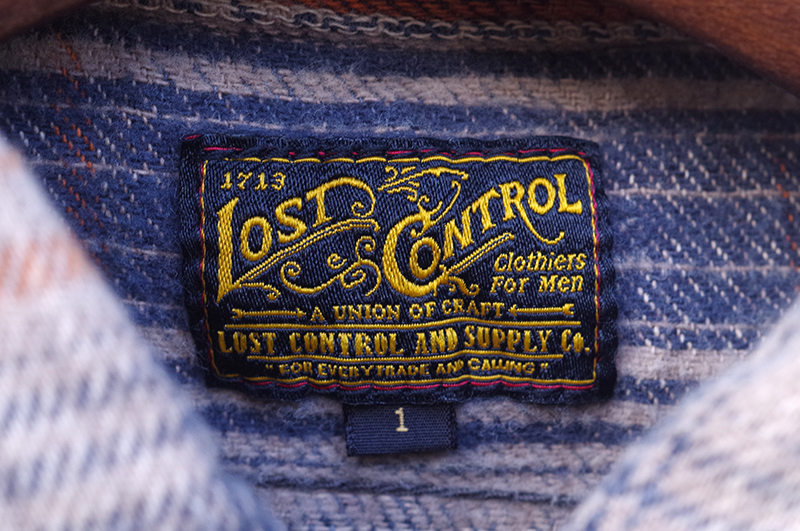 1713
LOST CONTROL
Clothiers
For Men
A UNION OF CRAFT
LOST CONTROL AND SUPPLY Co.
"FOR EVERY TRADE AND CALLING"
1